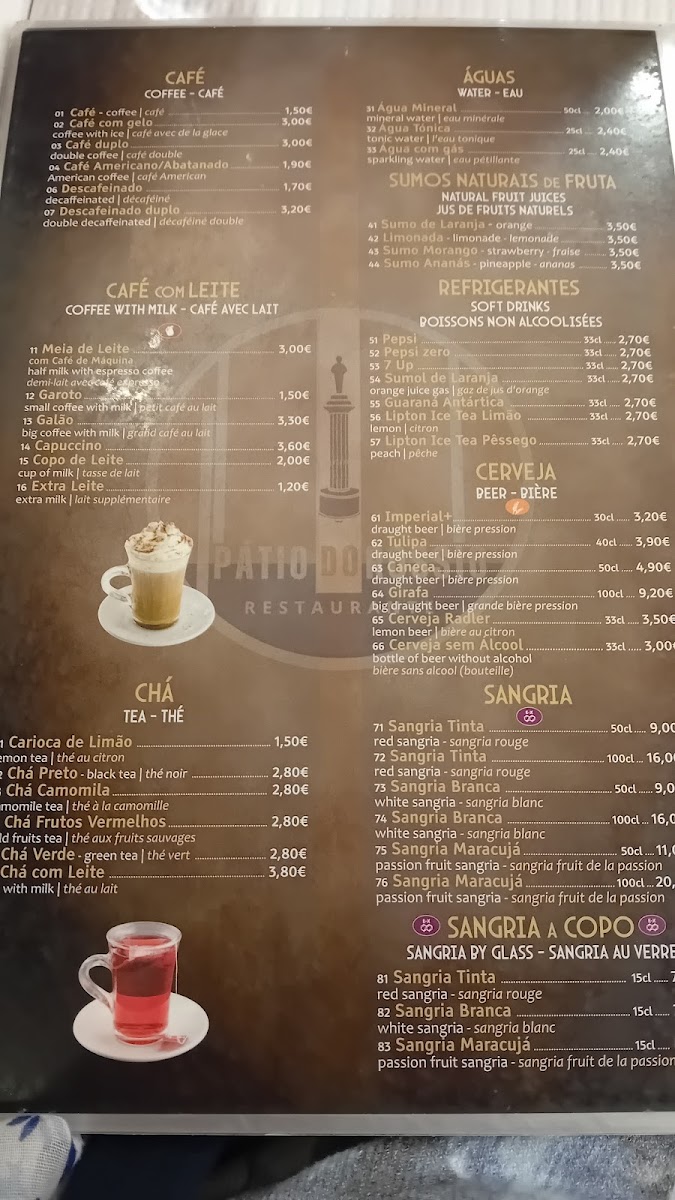 CAFÉ
COFFEE - CAFÉ
01 Café - coffee | café 1,50€
02 Café com gelo 3,00€
coffee with ice | café avec de la glace
03 Café duplo 3,00€
double coffee | café double
04 Café Americano/Abatanado 1,90€
American coffee | café American
06 Descafeinado 1,70€
decaffeinated | décaféiné
07 Descafeinado duplo 3,20€
double decaffeinated | décaféiné double
CAFÉ COM LEITE
COFFEE WITH MILK - CAFÉ AVEC LAIT
11 Meia de Leite 3,00€
com Café de Máquina
half milk with espresso coffee
demi-lait avec café espresso
12 Garoto 1,50€
small coffee with milk | petit café au lait
13 Galão 3,30€
big coffee with milk | grand café au lait
14 Capuccino 3,60€
15 Copo de Leite 2,00€
cup of milk | tasse de lait
16 Extra Leite 1,20€
extra milk | lait supplémentaire
CHÁ
TEA - THÉ
1 Carioca de Limão 1,50€
emon tea | thé au citron
2 Chá Preto - black tea | thé noir 2,80€
Chá Camomila 2,80€
momile tea | thé à la camomille
Chá Frutos Vermelhos 2,80€
ld fruits tea | thé aux fruits sauvages
Chá Verde - green tea | thé vert 2,80€
Chá com Leite 3,80€
with milk | thé au lait
ÁGUAS
WATER - EAU
31 Água Mineral 50cl 2,00€
mineral water | eau minérale
32 Água Tónica 25cl 2,40€
tonic water | l'eau tonique
33 Água com gás 25cl 2,40€
sparkling water | eau pétillante
SUMOS NATURAIS DE FRUTA
NATURAL FRUIT JUICES
JUS DE FRUITS NATURELS
41 Sumo de Laranja - orange 3,50€
42 Limonada - limonade - lemonade 3,50€
43 Sumo Morango - strawberry - fraise 3,50€
44 Sumo Ananás - pineapple - ananas 3,50€
REFRIGERANTES
SOFT DRINKS
BOISSONS NON ALCOOLISÉES
51 Pepsi 33cl 2,70€
52 Pepsi zero 33cl 2,70€
53 7 Up 33cl 2,70€
54 Sumol de Laranja 33cl 2,70€
orange juice gas | gaz de jus d'orange
55 Guaraná Antártica 33cl 2,70€
56 Lipton Ice Tea Limão 33cl 2,70€
lemon | citron
57 Lipton Ice Tea Pêssego 33cl 2,70€
peach | pêche
CERVEJA
BEER - BIÈRE
61 Imperial+ 30cl 3,20€
draught beer | bière pression
62 Tulipa 40cl 3,90€
draught beer | bière pression
63 Caneca 50cl 4,90€
draught beer | bière pression
64 Girafa 100cl 9,20€
big draught beer | grande bière pression
65 Cerveja Radler 33cl 3,50€
lemon beer | bière au citron
66 Cerveja sem Álcool 33cl 3,00€
bottle of beer without alcohol
bière sans alcool (bouteille)
SANGRIA
71 Sangria Tinta 50cl 9,00
red sangria - sangria rouge
72 Sangria Tinta 100cl 16,00
red sangria - sangria rouge
73 Sangria Branca 50cl 9,0
white sangria - sangria blanc
74 Sangria Branca 100cl 16,0
white sangria - sangria blanc
75 Sangria Maracujá 50cl 11,0
passion fruit sangria - sangria fruit de la passion
76 Sangria Maracujá 100cl 20,
passion fruit sangria - sangria fruit de la passion
SANGRIA A COPO
SANGRIA BY GLASS - SANGRIA AU VERRE
81 Sangria Tinta 15cl
red sangria - sangria rouge
82 Sangria Branca 15cl
white sangria - sangria blanc
83 Sangria Maracujá 15cl
passion fruit sangria - sangria fruit de la passion